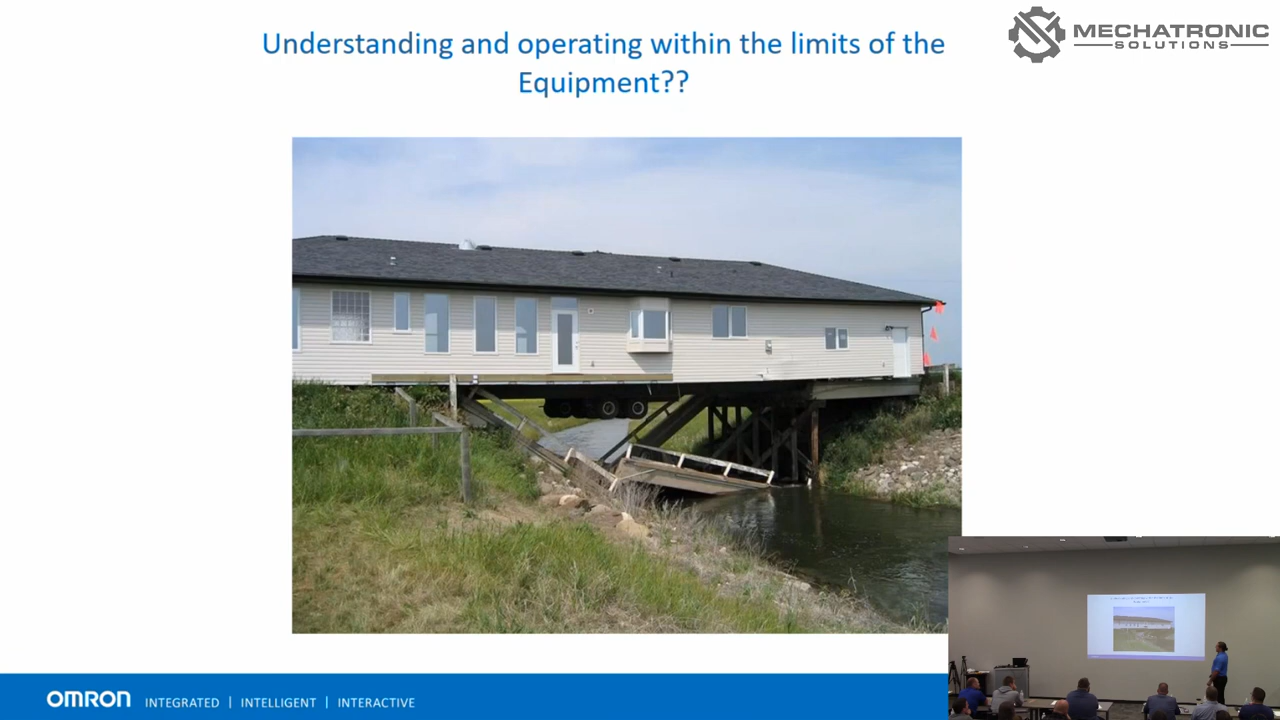 Understanding and operating within the limits of the
Equipment??
MECHATRONIC
SOLUTIONS
OMRON
INTEGRATED | INTELLIGENT | INTERACTIVE